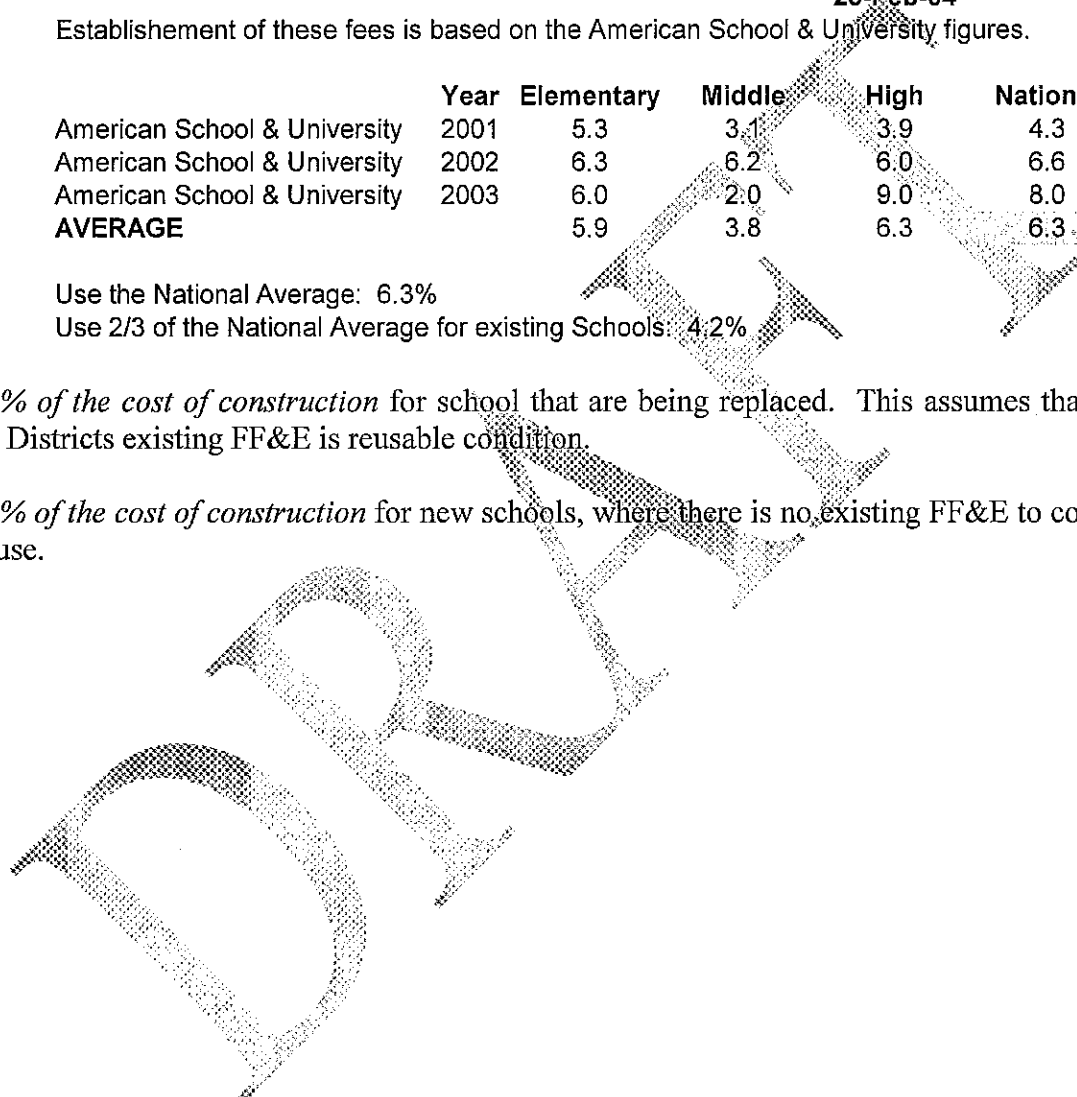 Establishement of these fees is based on the American School & University figures.
Year Elementary Middle High Nation
American School & University 2001 5.3 3.1 3.9 4.3
American School & University 2002 6.3 6.2 6.0 6.6
American School & University 2003 6.0 2.0 9.0 8.0
AVERAGE 5.9 3.8 6.3 6.3
Use the National Average: 6.3%
Use 2/3 of the National Average for existing Schools: 4.2%
% of the cost of construction for school that are being replaced. This assumes tha
Districts existing FF&E is reusable condition.
% of the cost of construction for new schools, where there is no existing FF&E to co
use.
DRAFT